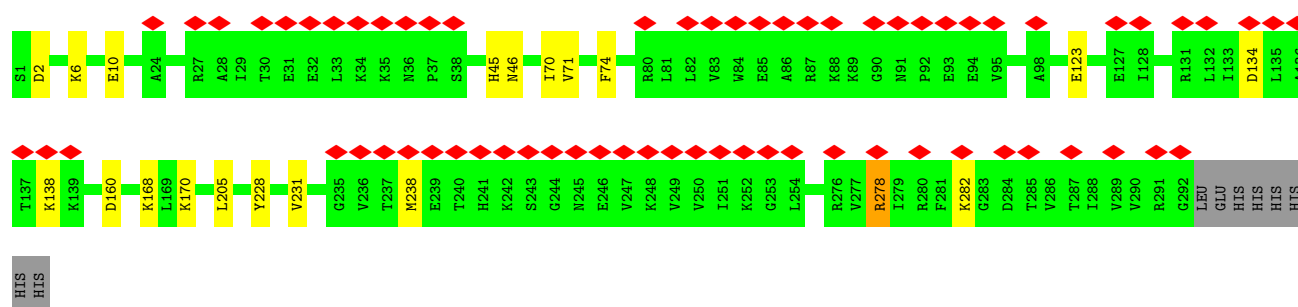 S1 D2 K6 E10 A24 R27 A28 I29 T30 E31 E32 L33 K34 K35 N36 P37 S38 H45 N46 I70 V71 F74 R80 L81 L82 V83 W84 E85 A86 R87 K88 K89 G90 N91 P92 E93 E94 V95 A98 E123 E127 I128 R131 L132 I133 D134 L135 A136
T137 K138 K139 D160 K168 L169 K170 L205 Y228 V231 G235 V236 T237 M238 E239 T240 H241 K242 S243 G244 N245 E246 V247 K248 V249 V250 I251 K252 G253 L254 R276 V277 R278 I279 R280 F281 K282 G283 D284 T285 V286 T287 I288 V289 V290 R291 G292 LEU GLU HIS HIS HIS HIS
HIS HIS